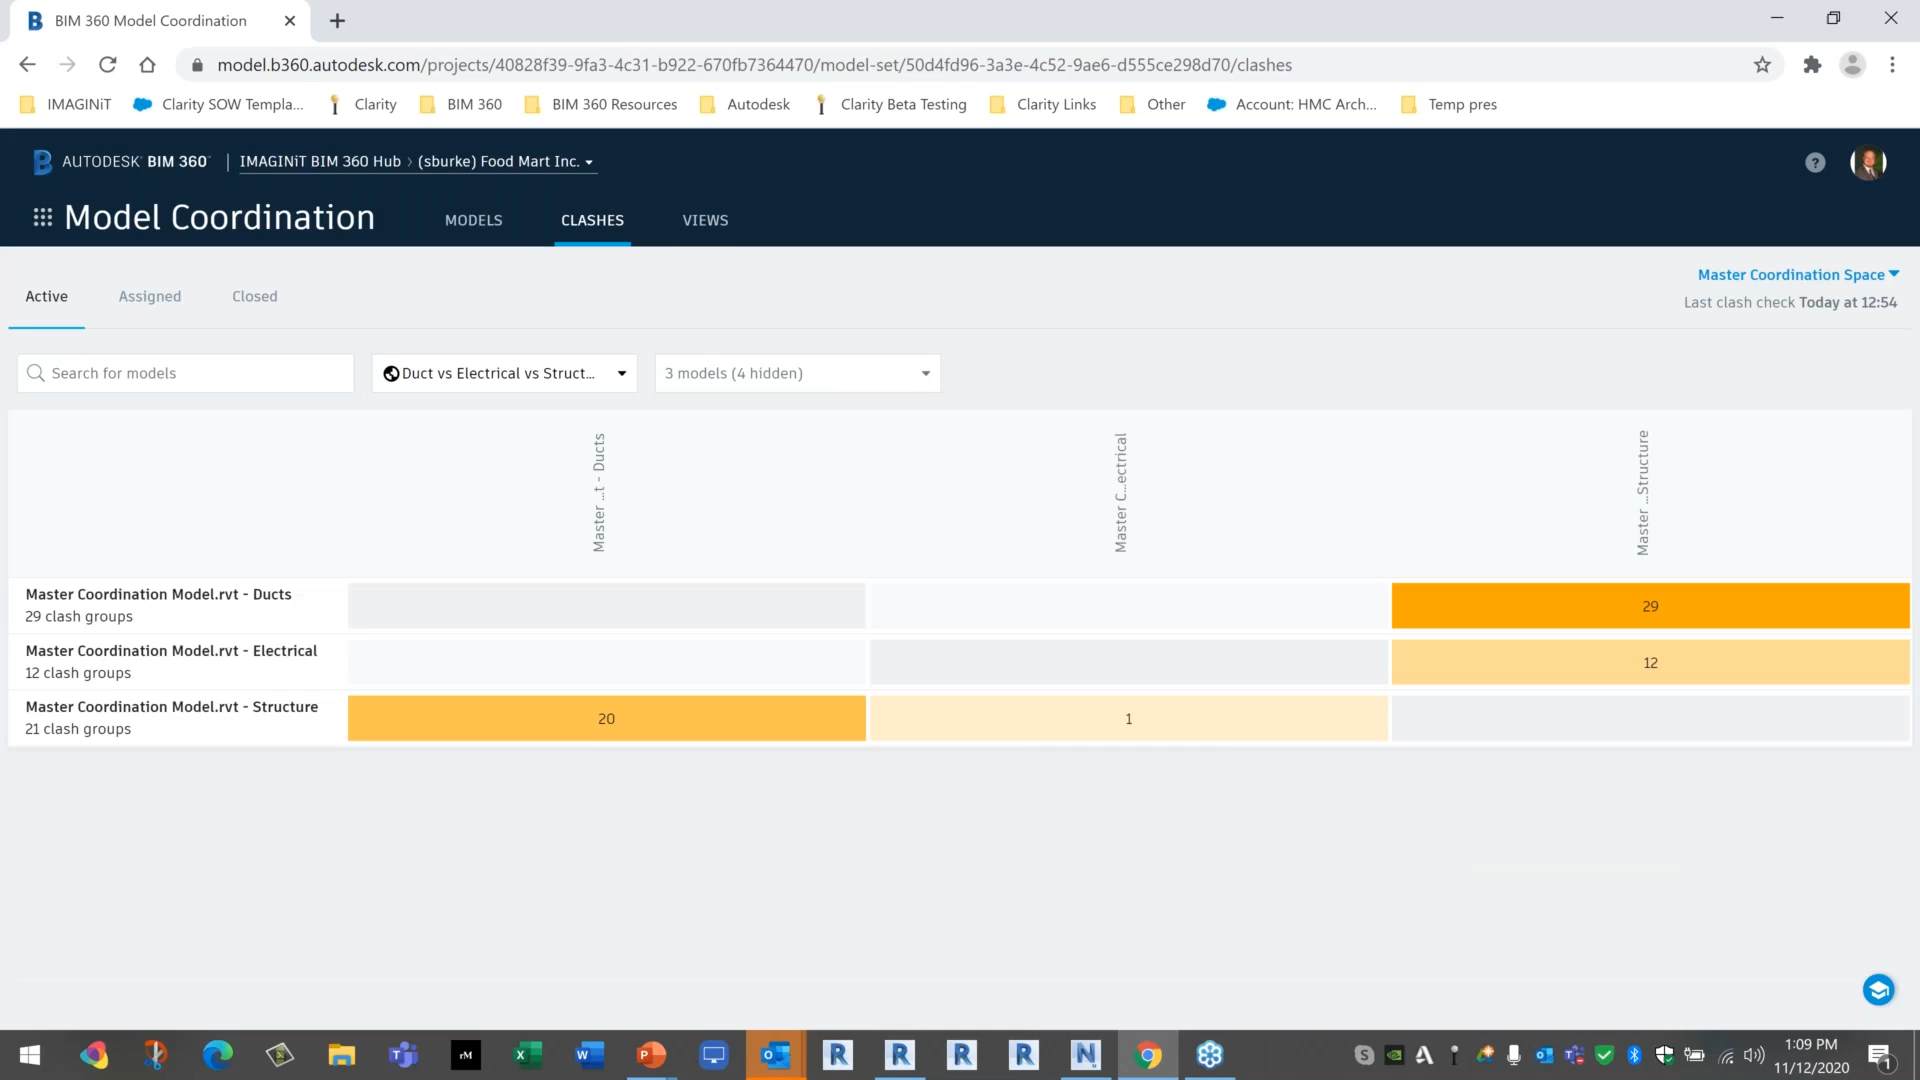 BIM 360 Model Coordination
model.b360.autodesk.com/projects/40828f39-9fa3-4c31-b922-670fb7364470/model-set/50d4fd96-3a3e-4c52-9ae6-d555ce298d70/clashes
IMAGINiT Clarity SOW Templa... Clarity BIM 360 BIM 360 Resources Autodesk Clarity Beta Testing Clarity Links Other Account: HMC Arch... Temp pres
AUTODESK BIM 360 | IMAGINiT BIM 360 Hub > (sburke) Food Mart Inc.
Model Coordination MODELS CLASHES VIEWS
Master Coordination Space
Active Assigned Closed
Last clash check Today at 12:54
Search for models Duct vs Electrical vs Struct... 3 models (4 hidden)
Master ...t - Ducts
Master C...ectrical
Master ...Structure
Master Coordination Model.rvt - Ducts
29 clash groups
29
Master Coordination Model.rvt - Electrical
12 clash groups
12
Master Coordination Model.rvt - Structure
21 clash groups
20 1
1:09 PM
11/12/2020
1